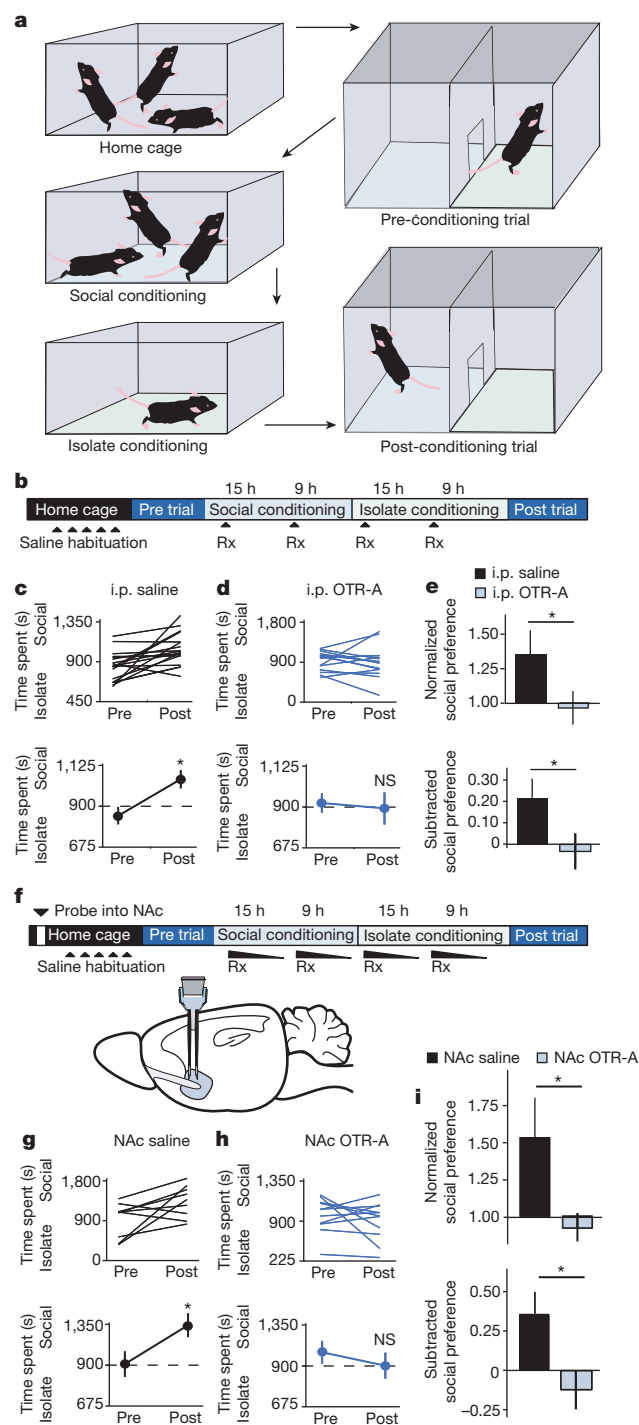 a
Home cage
Pre-conditioning trial
Social conditioning
Isolate conditioning
Post-conditioning trial
b
15 h 9 h 15 h 9 h
Home cage Pre trial Social conditioning Isolate conditioning Post trial
Saline habituation Rx Rx Rx Rx
c i.p. saline
Time spent (s)
Isolate Social
1,350
900
450
Pre Post
Time spent (s)
Isolate Social
1,125
900
675
*
Pre Post
d i.p. OTR-A
Time spent (s)
Isolate Social
1,350
900
0
Pre Post
Time spent (s)
Isolate Social
1,125
900
675
NS
Pre Post
e
i.p. saline
i.p. OTR-A
Normalized
social preference
1.50
1.25
1.00
*
Subtracted
social preference
0.30
0.20
0.10
0
*
f
Probe into NAc
15 h 9 h 15 h 9 h
Home cage Pre trial Social conditioning Isolate conditioning Post trial
Saline habituation Rx Rx Rx Rx
g NAc saline
Time spent (s)
Isolate Social
1,800
900
0
Pre Post
Time spent (s)
Isolate Social
1,350
900
675
*
Pre Post
h NAc OTR-A
Time spent (s)
Isolate Social
1,350
900
225
Pre Post
Time spent (s)
Isolate Social
1,350
900
675
NS
Pre Post
NAc saline NAc OTR-A
i
Normalized
social preference
1.75
1.50
1.25
1.00
*
Subtracted
social preference
0.50
0.25
0
−0.25
*